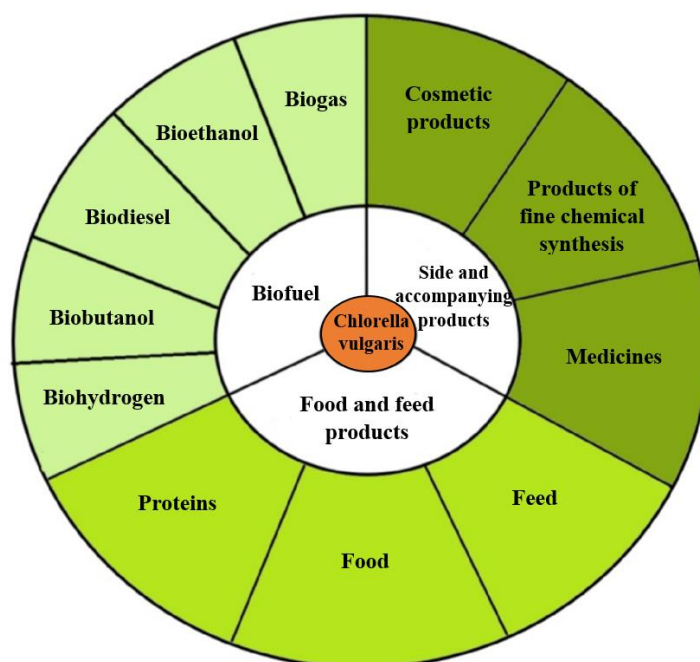 Biogas
Cosmetic
products
Bioethanol
Products of
fine chemical
synthesis
Biodiesel
Biofuel
Side and
accompanying
products
Biobutanol
Chlorella
vulgaris
Medicines
Biohydrogen
Food and feed
products
Proteins
Food
Feed